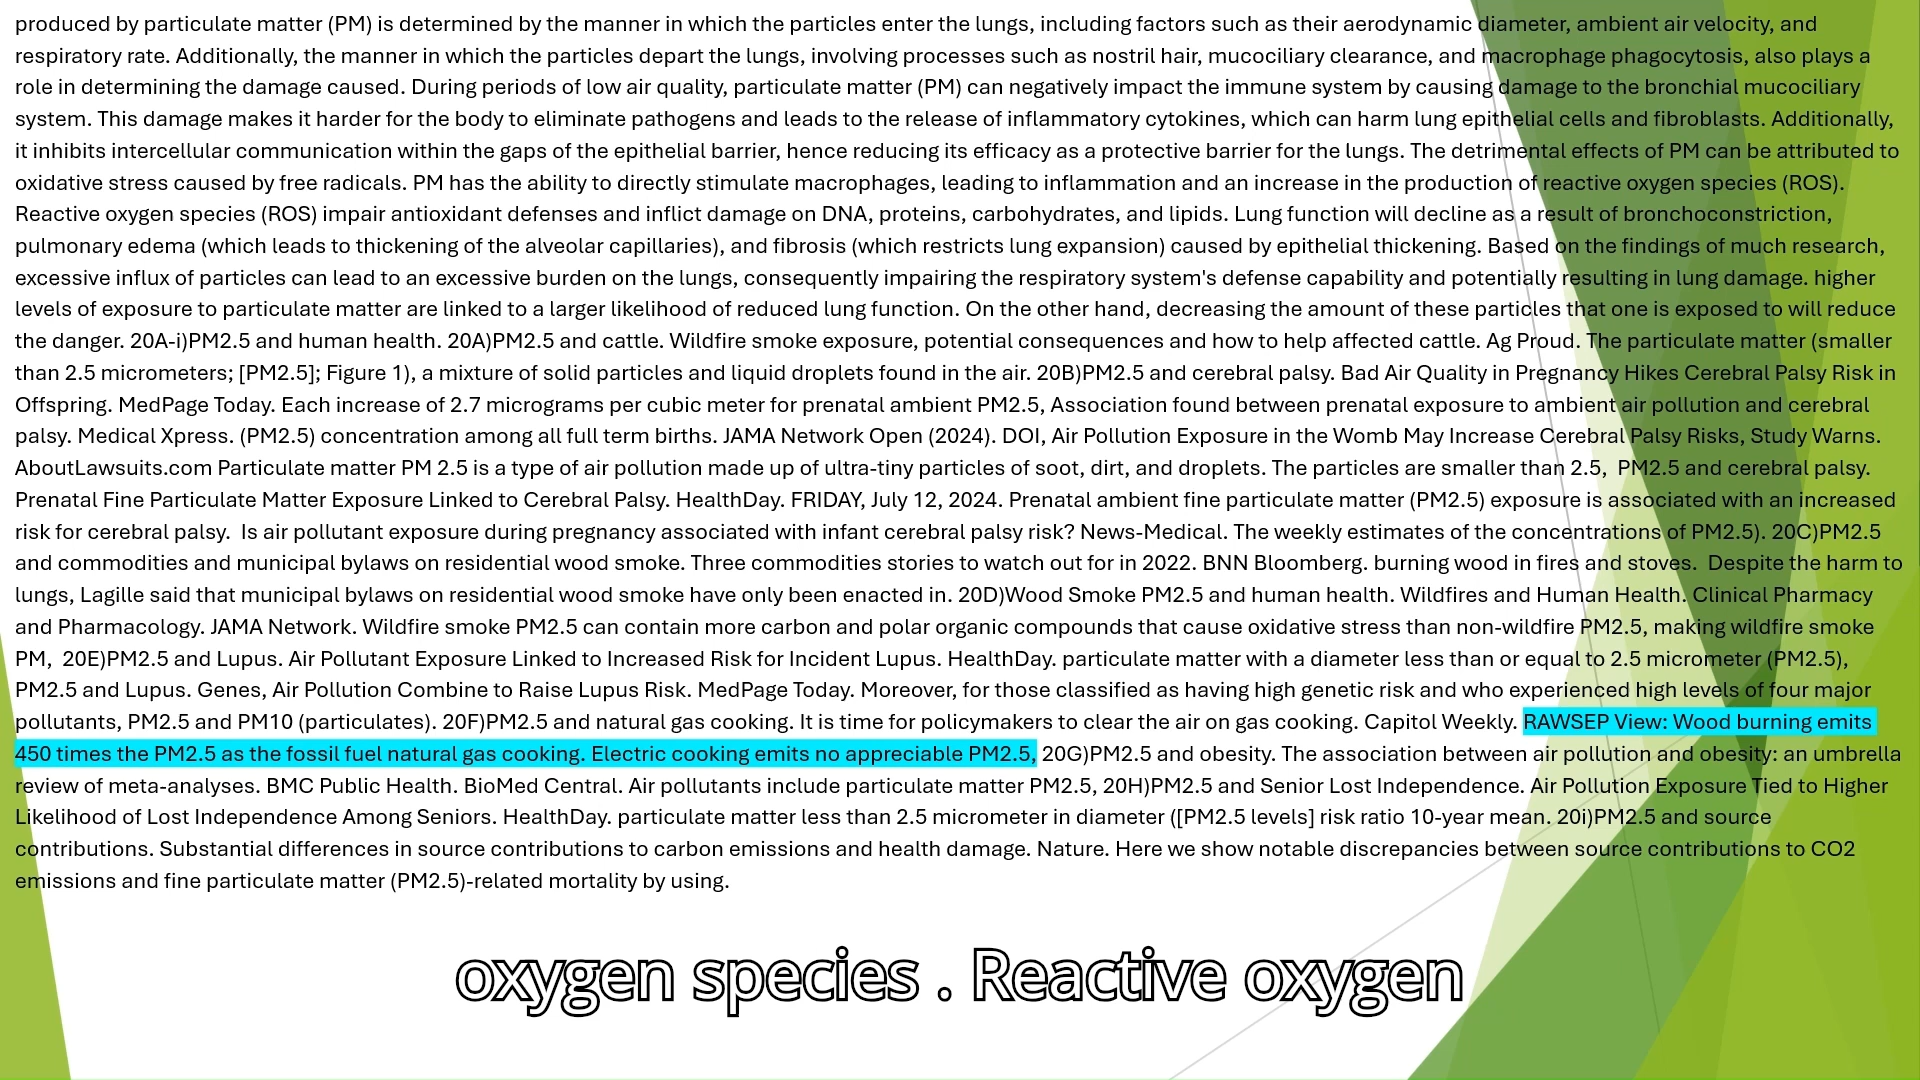 produced by particulate matter (PM) is determined by the manner in which the particles enter the lungs, including factors such as their aerodynamic diameter, ambient air velocity, and
respiratory rate. Additionally, the manner in which the particles depart the lungs, involving processes such as nostril hair, mucociliary clearance, and macrophage phagocytosis, also plays a
role in determining the damage caused. During periods of low air quality, particulate matter (PM) can negatively impact the immune system by causing damage to the bronchial mucociliary
system. This damage makes it harder for the body to eliminate pathogens and leads to the release of inflammatory cytokines, which can harm lung epithelial cells and fibroblasts. Additionally,
it inhibits intercellular communication within the gaps of the epithelial barrier, hence reducing its efficacy as a protective barrier for the lungs. The detrimental effects of PM can be attributed to
oxidative stress caused by free radicals. PM has the ability to directly stimulate macrophages, leading to inflammation and an increase in the production of reactive oxygen species (ROS).
Reactive oxygen species (ROS) impair antioxidant defenses and inflict damage on DNA, proteins, carbohydrates, and lipids. Lung function will decline as a result of bronchoconstriction,
pulmonary edema (which leads to thickening of the alveolar capillaries), and fibrosis (which restricts lung expansion) caused by epithelial thickening. Based on the findings of much research,
excessive influx of particles can lead to an excessive burden on the lungs, consequently impairing the respiratory system's defense capability and potentially resulting in lung damage. higher
levels of exposure to particulate matter are linked to a larger likelihood of reduced lung function. On the other hand, decreasing the amount of these particles that one is exposed to will reduce
the danger. 20A-i)PM2.5 and human health. 20A)PM2.5 and cattle. Wildfire smoke exposure, potential consequences and how to help affected cattle. Ag Proud. The particulate matter (smaller
than 2.5 micrometers; [PM2.5]; Figure 1), a mixture of solid particles and liquid droplets found in the air. 20B)PM2.5 and cerebral palsy. Bad Air Quality in Pregnancy Hikes Cerebral Palsy Risk in
Offspring. MedPage Today. Each increase of 2.7 micrograms per cubic meter for prenatal ambient PM2.5, Association found between prenatal exposure to ambient air pollution and cerebral
palsy. Medical Xpress. (PM2.5) concentration among all full term births. JAMA Network Open (2024). DOI, Air Pollution Exposure in the Womb May Increase Cerebral Palsy Risks, Study Warns.
AboutLawsuits.com Particulate matter PM 2.5 is a type of air pollution made up of ultra-tiny particles of soot, dirt, and droplets. The particles are smaller than 2.5,  PM2.5 and cerebral palsy.
Prenatal Fine Particulate Matter Exposure Linked to Cerebral Palsy. HealthDay. FRIDAY, July 12, 2024. Prenatal ambient fine particulate matter (PM2.5) exposure is associated with an increased
risk for cerebral palsy.  Is air pollutant exposure during pregnancy associated with infant cerebral palsy risk? News-Medical. The weekly estimates of the concentrations of PM2.5). 20C)PM2.5
and commodities and municipal bylaws on residential wood smoke. Three commodities stories to watch out for in 2022. BNN Bloomberg. burning wood in fires and stoves.  Despite the harm to
lungs, Lagille said that municipal bylaws on residential wood smoke have only been enacted in. 20D)Wood Smoke PM2.5 and human health. Wildfires and Human Health. Clinical Pharmacy
and Pharmacology. JAMA Network. Wildfire smoke PM2.5 can contain more carbon and polar organic compounds that cause oxidative stress than non-wildfire PM2.5, making wildfire smoke
PM,  20E)PM2.5 and Lupus. Air Pollutant Exposure Linked to Increased Risk for Incident Lupus. HealthDay. particulate matter with a diameter less than or equal to 2.5 micrometer (PM2.5),
PM2.5 and Lupus. Genes, Air Pollution Combine to Raise Lupus Risk. MedPage Today. Moreover, for those classified as having high genetic risk and who experienced high levels of four major
pollutants, PM2.5 and PM10 (particulates). 20F)PM2.5 and natural gas cooking. It is time for policymakers to clear the air on gas cooking. Capitol Weekly. RAWSEP View: Wood burning emits
450 times the PM2.5 as the fossil fuel natural gas cooking. Electric cooking emits no appreciable PM2.5, 20G)PM2.5 and obesity. The association between air pollution and obesity: an umbrella
review of meta-analyses. BMC Public Health. BioMed Central. Air pollutants include particulate matter PM2.5, 20H)PM2.5 and Senior Lost Independence. Air Pollution Exposure Tied to Higher
Likelihood of Lost Independence Among Seniors. HealthDay. particulate matter less than 2.5 micrometer in diameter ([PM2.5 levels] risk ratio 10-year mean. 20i)PM2.5 and source
contributions. Substantial differences in source contributions to carbon emissions and health damage. Nature. Here we show notable discrepancies between source contributions to CO2
emissions and fine particulate matter (PM2.5)-related mortality by using.
oxygen species . Reactive oxygen